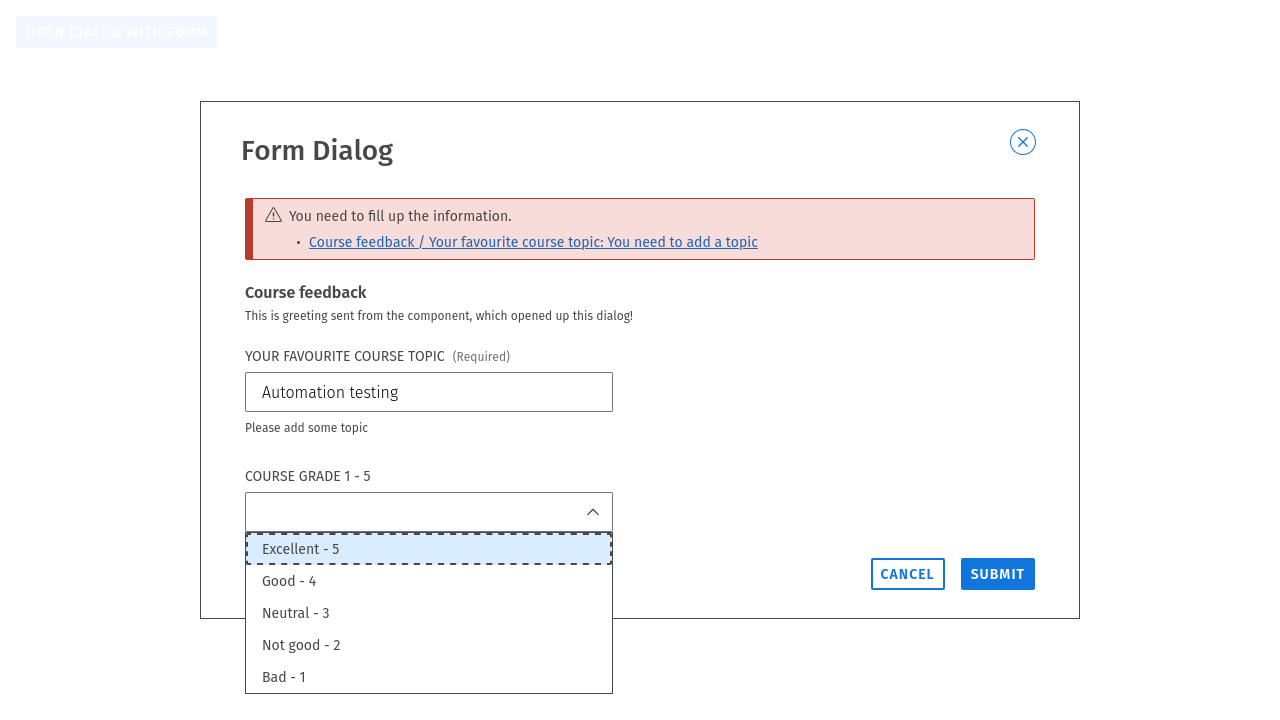 OPEN DIALOG WITH FORM
Form Dialog
You need to fill up the information.
• Course feedback / Your favourite course topic: You need to add a topic
Course feedback
This is greeting sent from the component, which opened up this dialog!
YOUR FAVOURITE COURSE TOPIC (Required)
Automation testing
Please add some topic
COURSE GRADE 1 - 5
Excellent - 5
Good - 4
Neutral - 3
Not good - 2
Bad - 1
CANCEL SUBMIT